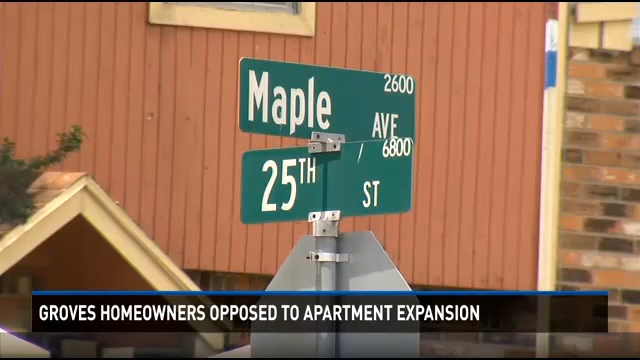 2600
Maple AVE
6800
25TH ST
GROVES HOMEOWNERS OPPOSED TO APARTMENT EXPANSION